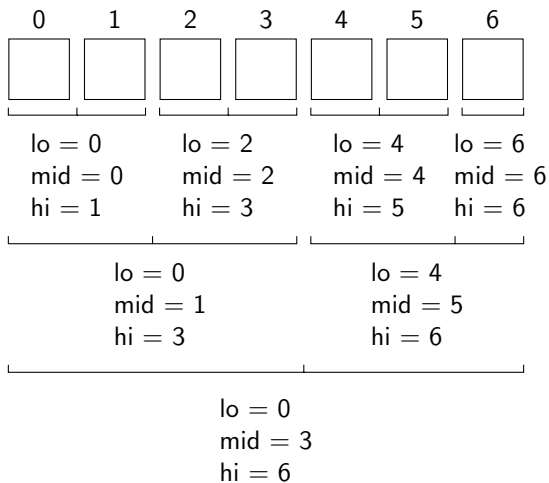 0 1 2 3 4 5 6
lo = 0 lo = 2 lo = 4 lo = 6
mid = 0 mid = 2 mid = 4 mid = 6
hi = 1 hi = 3 hi = 5 hi = 6
lo = 0 lo = 4
mid = 1 mid = 5
hi = 3 hi = 6
lo = 0
mid = 3
hi = 6